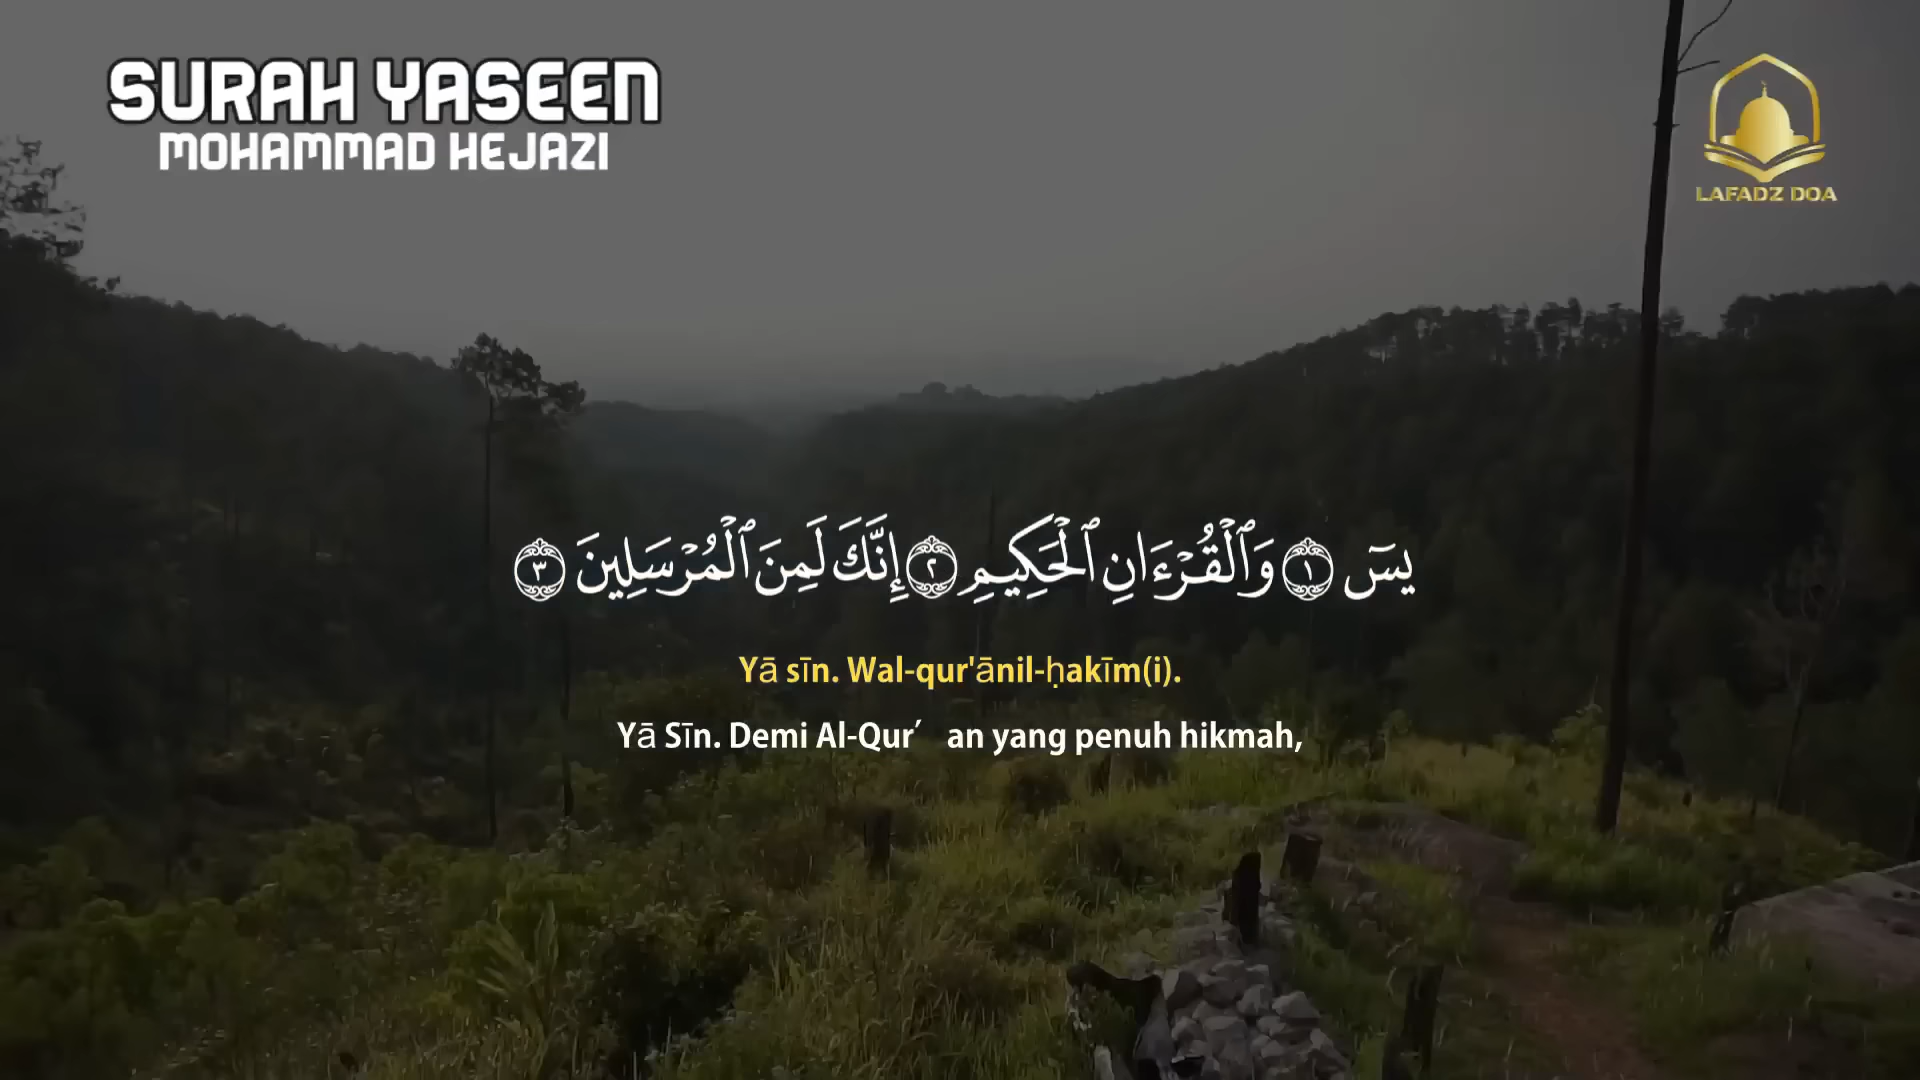 SURAH YASEEN
MOHAMMAD HEJAZI
LAFADZ DOA
يسٓ ١ وَٱلْقُرْءَانِ ٱلْحَكِيمِ ٢ إِنَّكَ لَمِنَ ٱلْمُرْسَلِينَ ٣
Yā sīn. Wal-qur'ānil-ḥakīm(i).
Yā Sīn. Demi Al-Qur’an yang penuh hikmah,